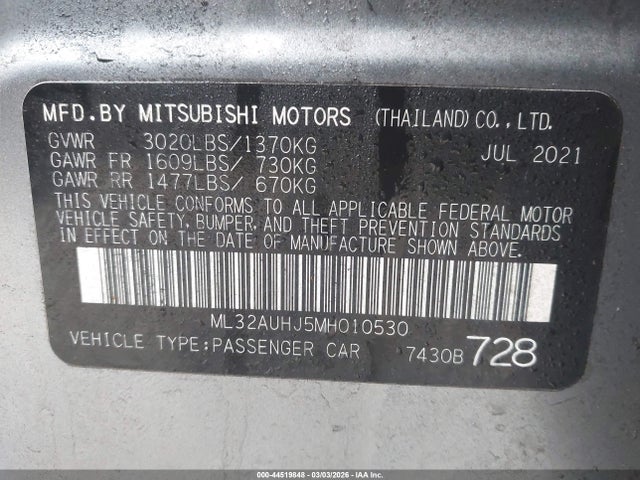 MFD.BY MITSUBISHI MOTORS (THAILAND) CO.,LTD.
GVWR 3020LBS/1370KG JUL 2021
GAWR FR 1609LBS/ 730KG
GAWR RR 1477LBS/ 670KG
THIS VEHICLE CONFORMS TO ALL APPLICABLE FEDERAL MOTOR
VEHICLE SAFETY, BUMPER, AND THEFT PREVENTION STANDARDS
IN EFFECT ON THE DATE OF MANUFACTURE SHOWN ABOVE.
ML32AUHJ5MH010530
VEHICLE TYPE:PASSENGER CAR 7430B 728
000-44519848 - 03/03/2026 - IAAI.COM